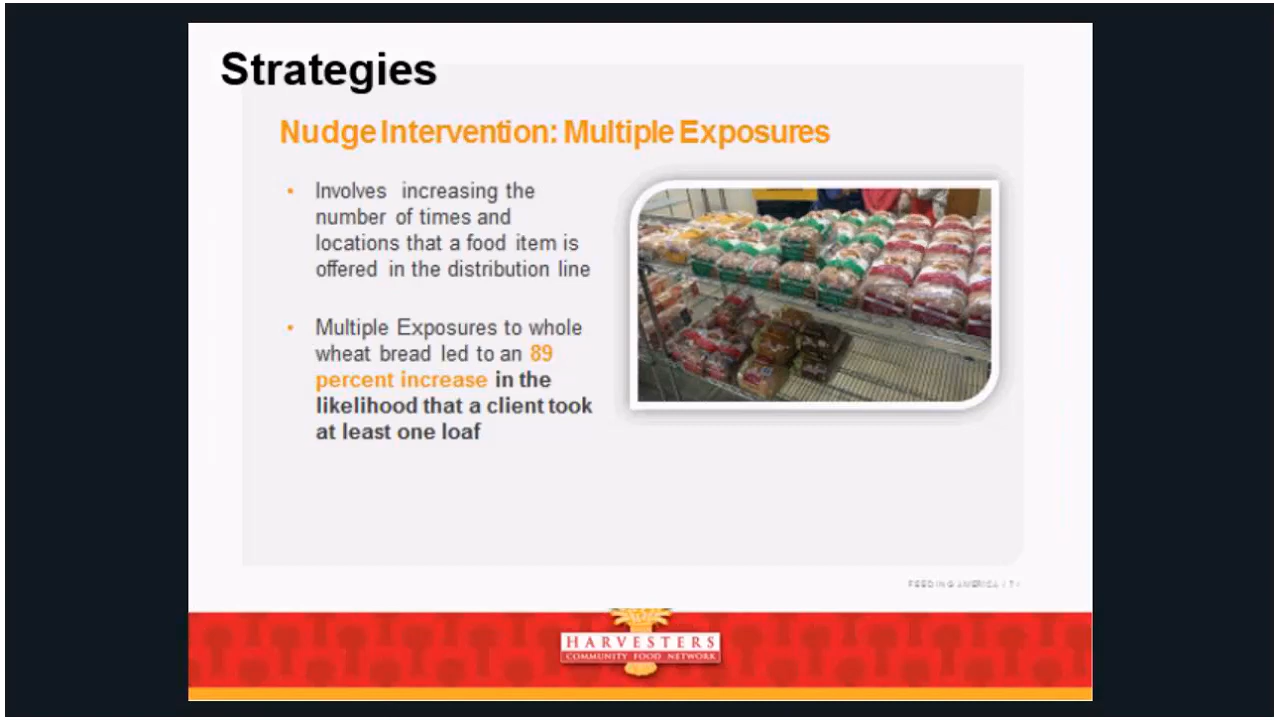 Strategies
Nudge Intervention: Multiple Exposures
• Involves increasing the
number of times and
locations that a food item is
offered in the distribution line
• Multiple Exposures to whole
wheat bread led to an 89
percent increase in the
likelihood that a client took
at least one loaf
FEEDING AMERICA
HARVESTERS
COMMUNITY FOOD NETWORK